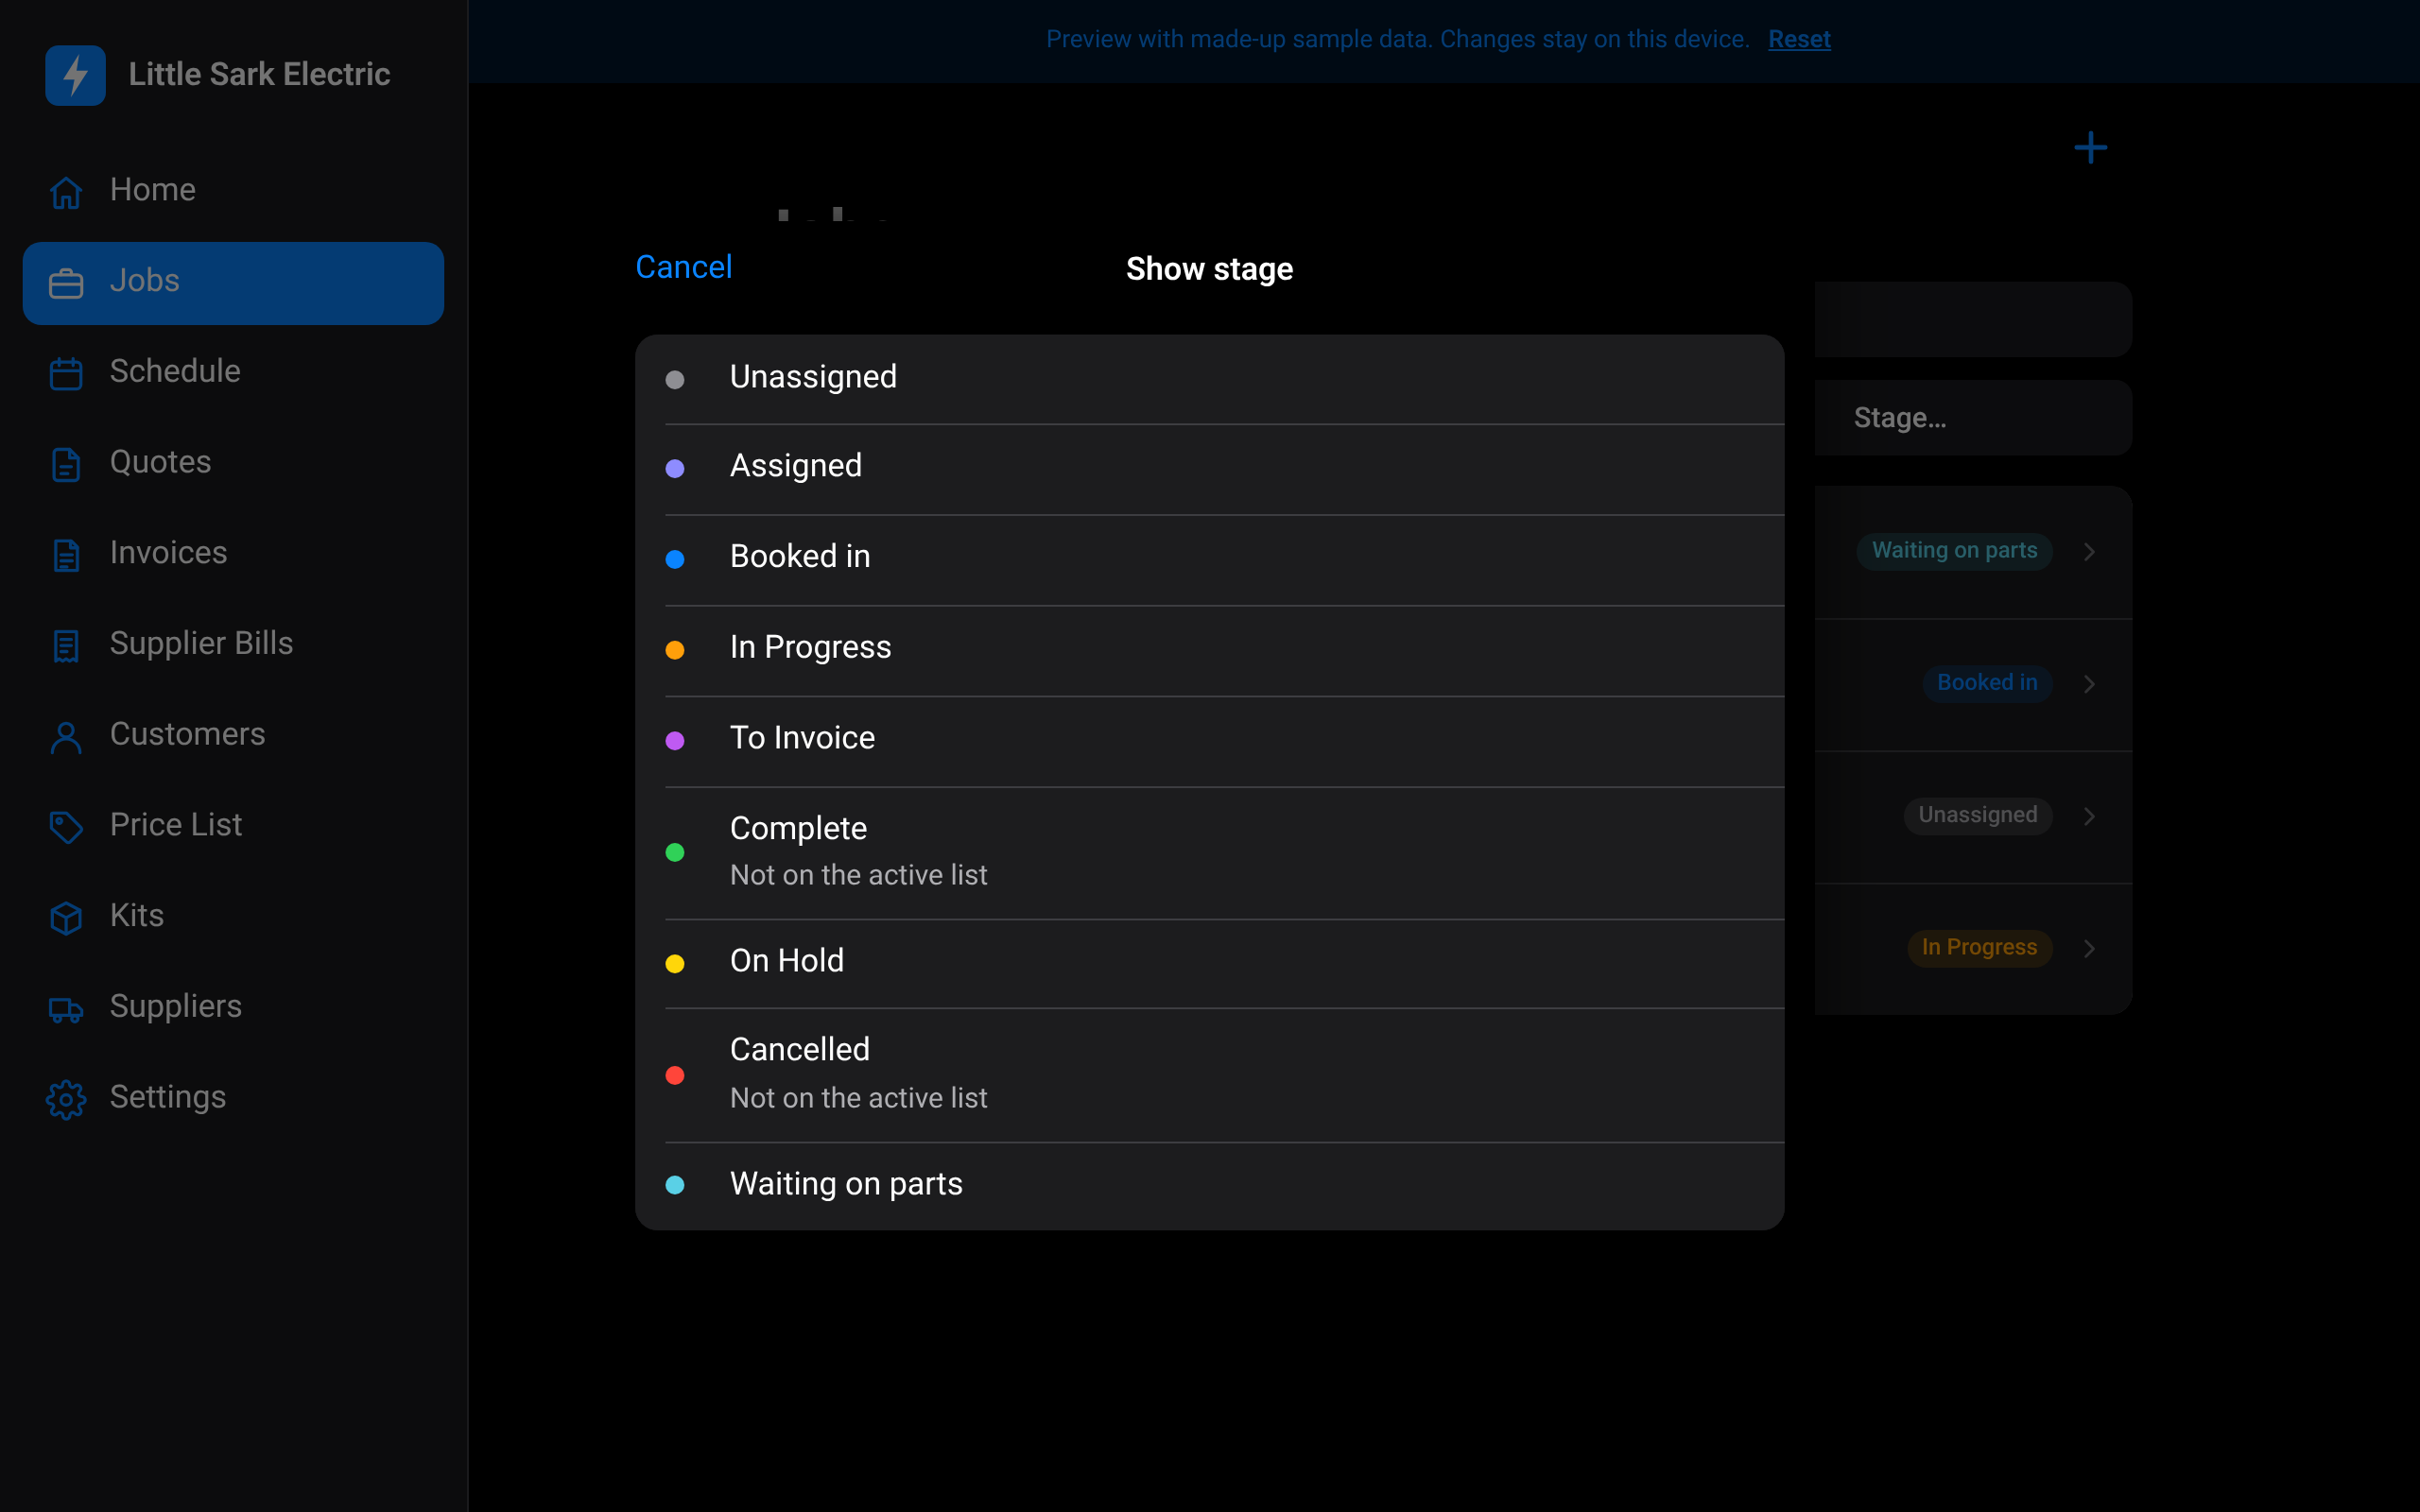 Little Sark Electric
Preview with made-up sample data. Changes stay on this device. Reset
Home
Jobs
Schedule
Quotes
Invoices
Supplier Bills
Customers
Price List
Kits
Suppliers
Settings
Cancel
Show stage
Unassigned
Assigned
Booked in
In Progress
To Invoice
Complete
Not on the active list
On Hold
Cancelled
Not on the active list
Waiting on parts
Stage...
Waiting on parts
Booked in
Unassigned
In Progress